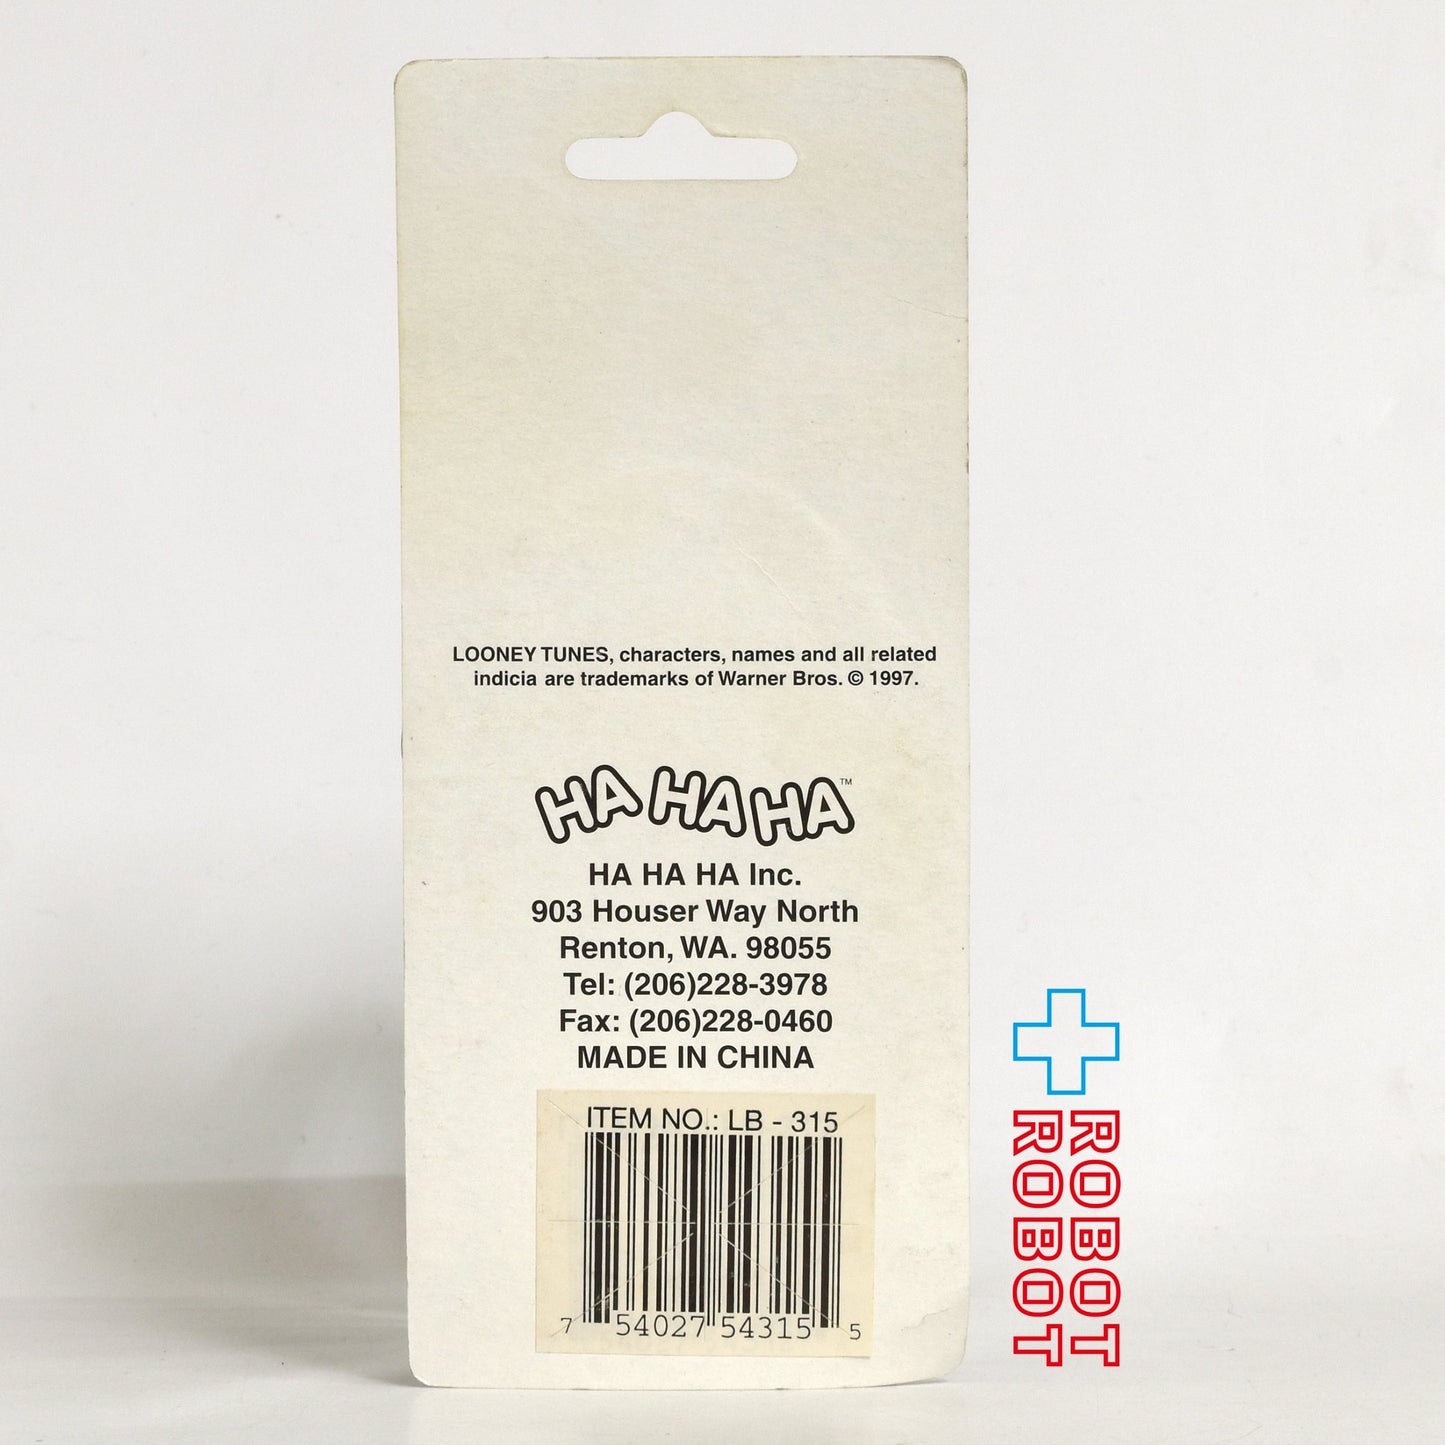 LOONEY TUNES, characters, names and all related
indicia are trademarks of Warner Bros. © 1997.
HA HA HA™
HA HA HA Inc.
903 Houser Way North
Renton, WA. 98055
Tel: (206)228-3978
Fax: (206)228-0460
MADE IN CHINA
ITEM NO.: LB - 315
7 54027 54315 5
ROBOT
ROBOT